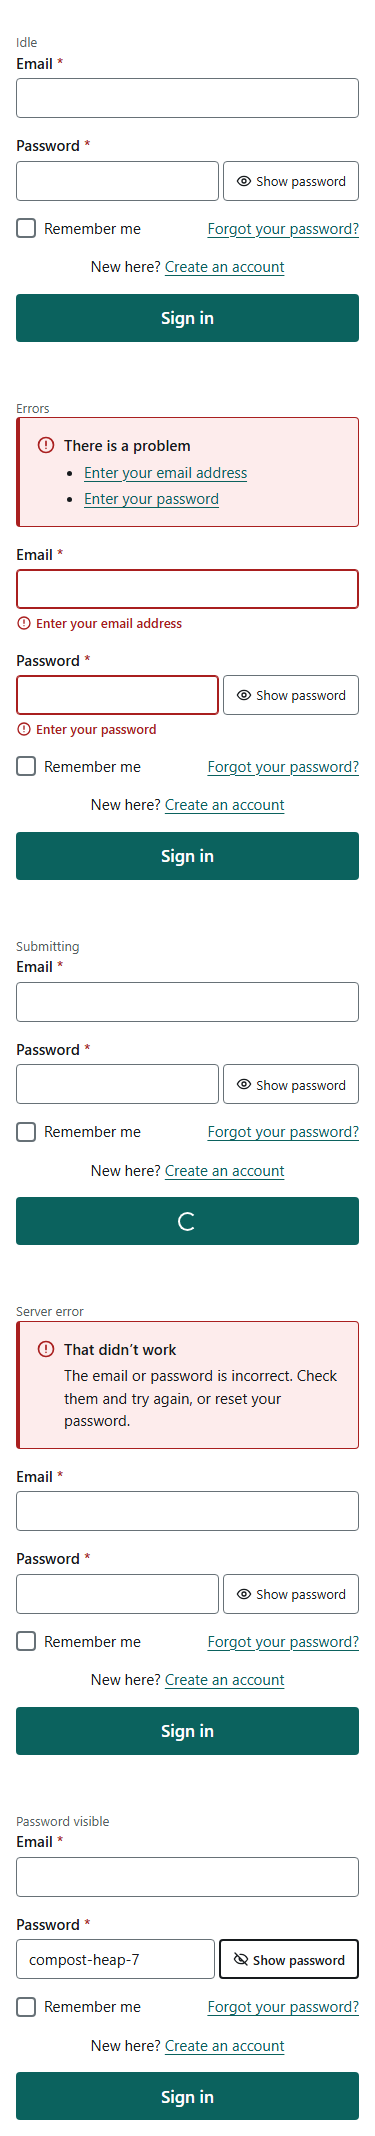 Idle
Email *
Password *
Show password
Remember me Forgot your password?
New here? Create an account
Sign in
Errors
There is a problem
• Enter your email address
• Enter your password
Email *
Enter your email address
Password *
Show password
Enter your password
Remember me Forgot your password?
New here? Create an account
Sign in
Submitting
Email *
Password *
Show password
Remember me Forgot your password?
New here? Create an account
Server error
That didn’t work
The email or password is incorrect. Check
them and try again, or reset your
password.
Email *
Password *
Show password
Remember me Forgot your password?
New here? Create an account
Sign in
Password visible
Email *
Password *
compost-heap-7 Show password
Remember me Forgot your password?
New here? Create an account
Sign in